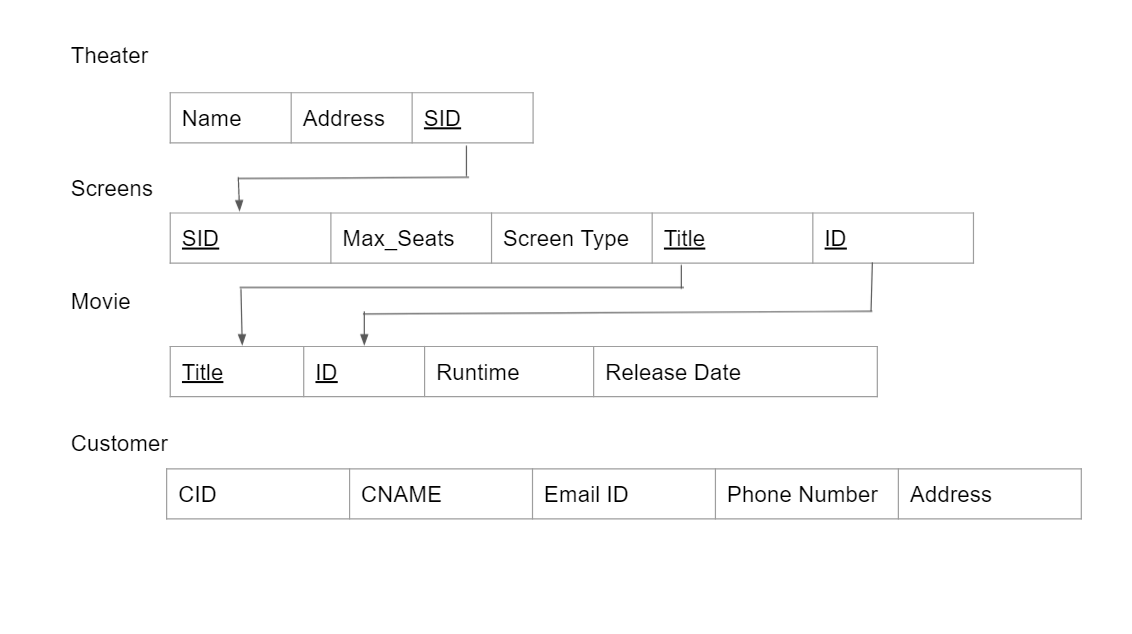 Theater
Name Address SID
Screens
SID Max_Seats Screen Type Title ID
Movie
Title ID Runtime Release Date
Customer
CID CNAME Email ID Phone Number Address